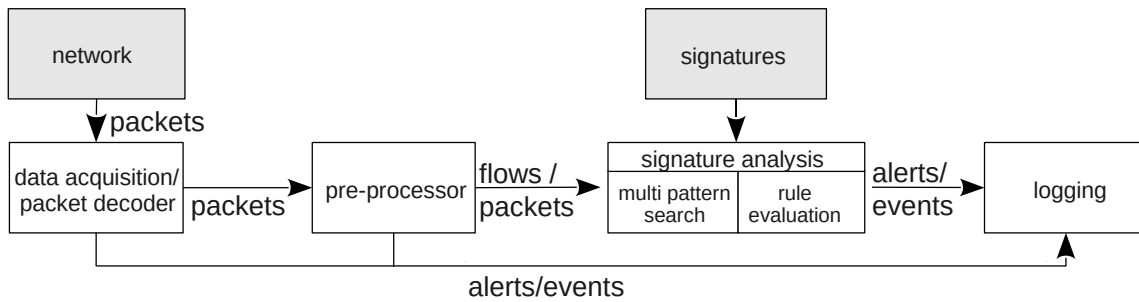 network
signatures
packets
data acquisition/
packet decoder
packets
pre-processor
flows /
packets
signature analysis
multi pattern
search
rule
evaluation
alerts/
events
logging
alerts/events